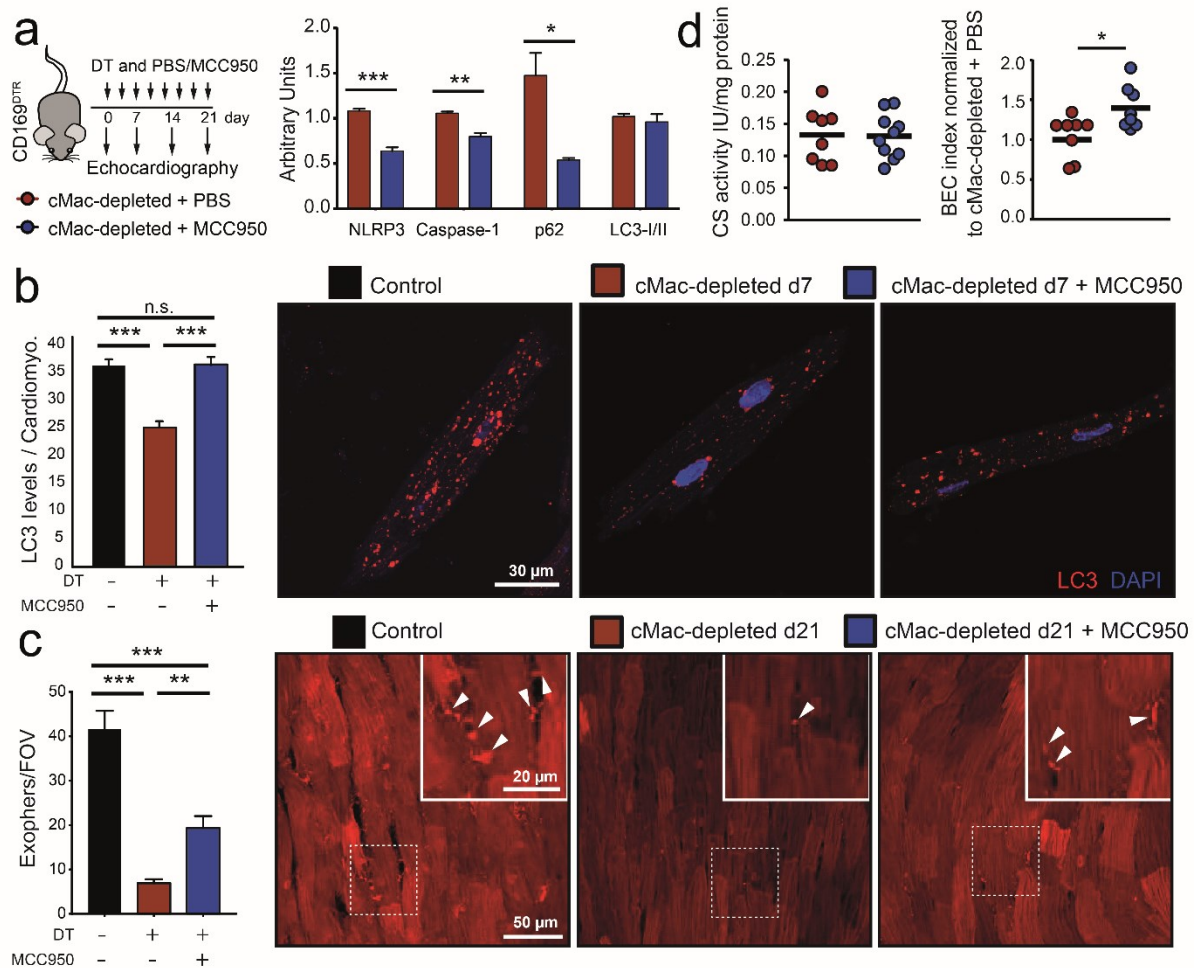 a
CD169DTR
DT and PBS/MCC950
0 7 14 21 day
Echocardiography
cMac-depleted + PBS
cMac-depleted + MCC950
Arbitrary Units
2.0
1.5
1.0
0.5
0.0
***
**
*
NLRP3 Caspase-1 p62 LC3-I/II
d
CS activity IU/mg protein
0.25
0.20
0.15
0.10
0.05
0.00
BEC index normalized
to cMac-depleted + PBS
2.0
1.5
1.0
0.5
0.0
*
b
LC3 levels / Cardiomyo.
n.s.
*** ***
40
35
30
25
20
15
10
5
0
DT – + +
MCC950 – – +
Control
cMac-depleted d7
cMac-depleted d7 + MCC950
30 µm
LC3 DAPI
c
Exophers/FOV
***
*** **
50
40
30
20
10
0
DT – + +
MCC950 – – +
Control
cMac-depleted d21
cMac-depleted d21 + MCC950
20 µm
50 µm